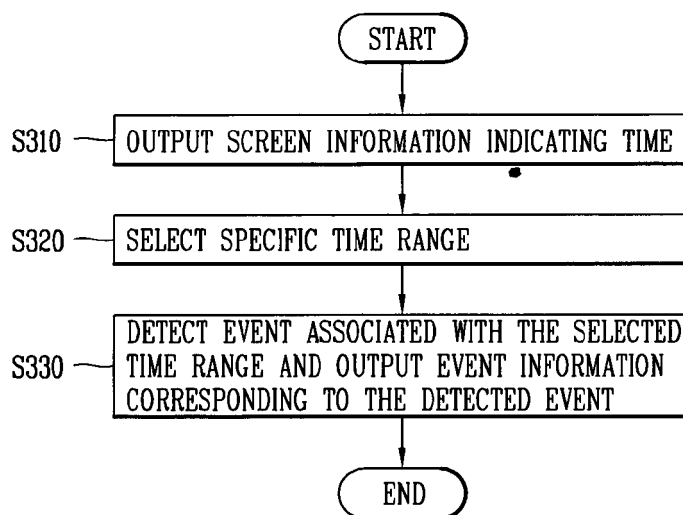 START
S310
OUTPUT SCREEN INFORMATION INDICATING TIME
S320
SELECT SPECIFIC TIME RANGE
S330
DETECT EVENT ASSOCIATED WITH THE SELECTED
TIME RANGE AND OUTPUT EVENT INFORMATION
CORRESPONDING TO THE DETECTED EVENT
END